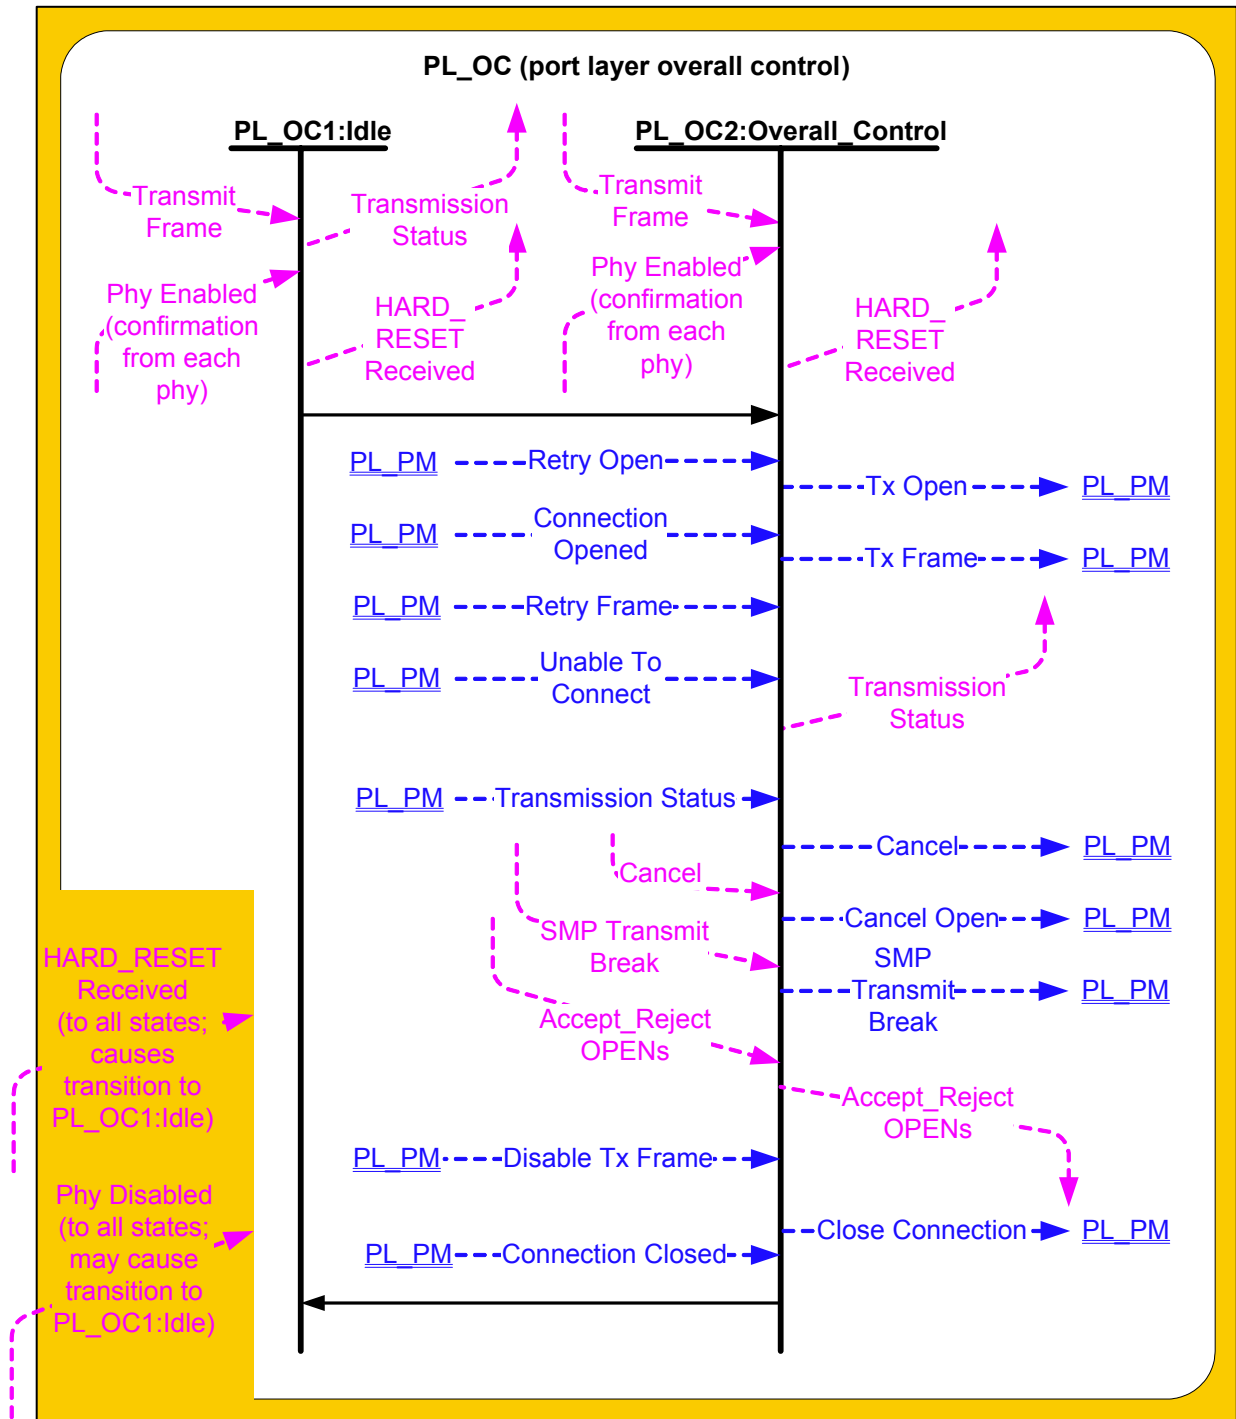 PL_OC (port layer overall control)
PL_OC1:Idle
PL_OC2:Overall_Control
Transmit
Frame
Transmission
Status
Transmit
Frame
Phy Enabled
(confirmation
from each
phy)
HARD_
RESET
Received
Phy Enabled
(confirmation
from each
phy)
HARD_
RESET
Received
PL_PM
Retry Open
Tx Open
PL_PM
PL_PM
Connection
Opened
Tx Frame
PL_PM
PL_PM
Retry Frame
PL_PM
Unable To
Connect
Transmission
Status
PL_PM
Transmission Status
Cancel
PL_PM
Cancel
Cancel Open
PL_PM
SMP Transmit
Break
SMP
Transmit
Break
PL_PM
HARD_RESET
Received
(to all states;
causes
transition to
PL_OC1:Idle)
Accept_Reject
OPENs
Accept_Reject
OPENs
PL_PM
Disable Tx Frame
Phy Disabled
(to all states;
may cause
transition to
PL_OC1:Idle)
Close Connection
PL_PM
PL_PM
Connection Closed